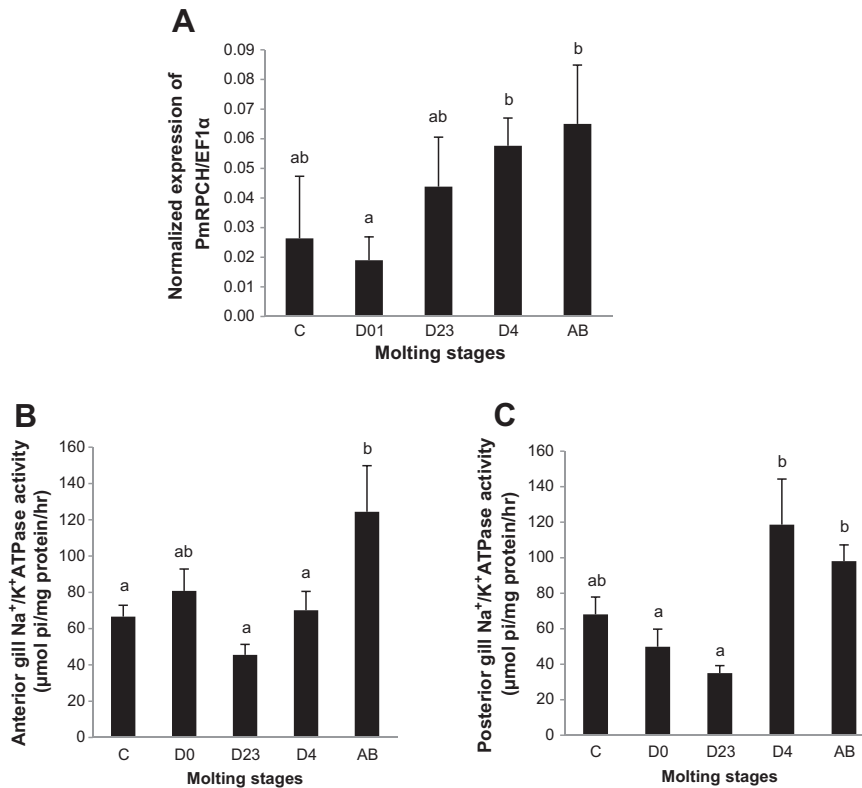 A
Normalized expression of
PmRPCH/EF1α
0.09
0.08
0.07
0.06
0.05
0.04
0.03
0.02
0.01
0.00
ab
a
ab
b
b
C D01 D23 D4 AB
Molting stages
B
Anterior gill Na⁺/K⁺ATPase activity
(µmol pi/mg protein/hr)
160
140
120
100
80
60
40
20
0
a
ab
a
a
b
C D0 D23 D4 AB
Molting stages
C
Posterior gill Na⁺/K⁺ATPase activity
(µmol pi/mg protein/hr)
160
140
120
100
80
60
40
20
0
ab
a
a
b
b
C D0 D23 D4 AB
Molting stages